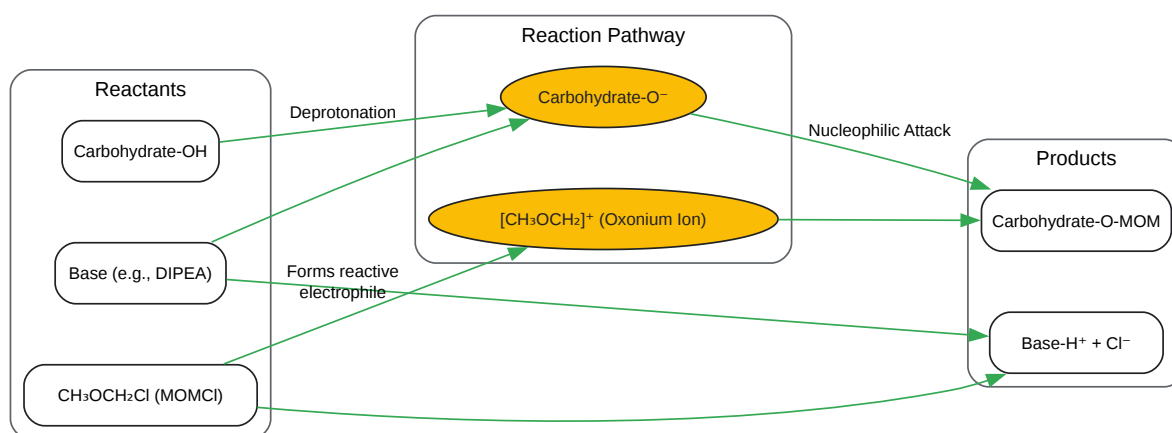 Reaction Pathway
Reactants
Carbohydrate-O⁻
Deprotonation
Nucleophilic Attack
Carbohydrate-OH
Products
[CH₃OCH₂]⁺ (Oxonium Ion)
Carbohydrate-O-MOM
Base (e.g., DIPEA)
Forms reactive
electrophile
Base-H⁺ + Cl⁻
CH₃OCH₂Cl (MOMCl)